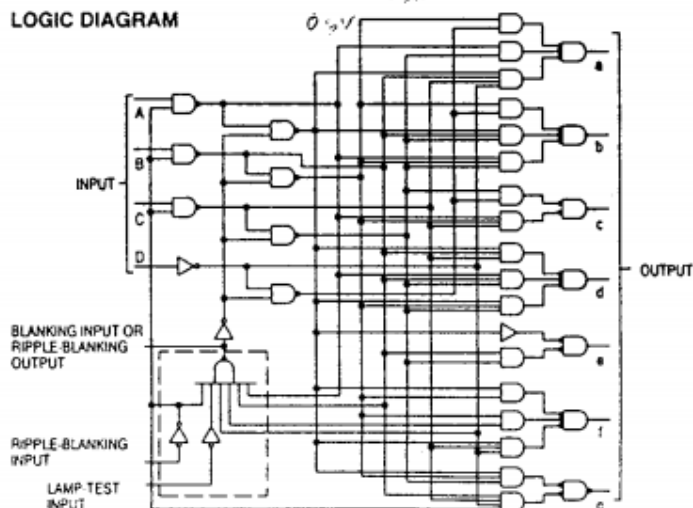 LOGIC DIAGRAM
A
B
INPUT
C
D
BLANKING INPUT OR
RIPPLE-BLANKING
OUTPUT
RIPPLE-BLANKING
INPUT
LAMP-TEST
INPUT
a
b
c
d
OUTPUT
e
f
g